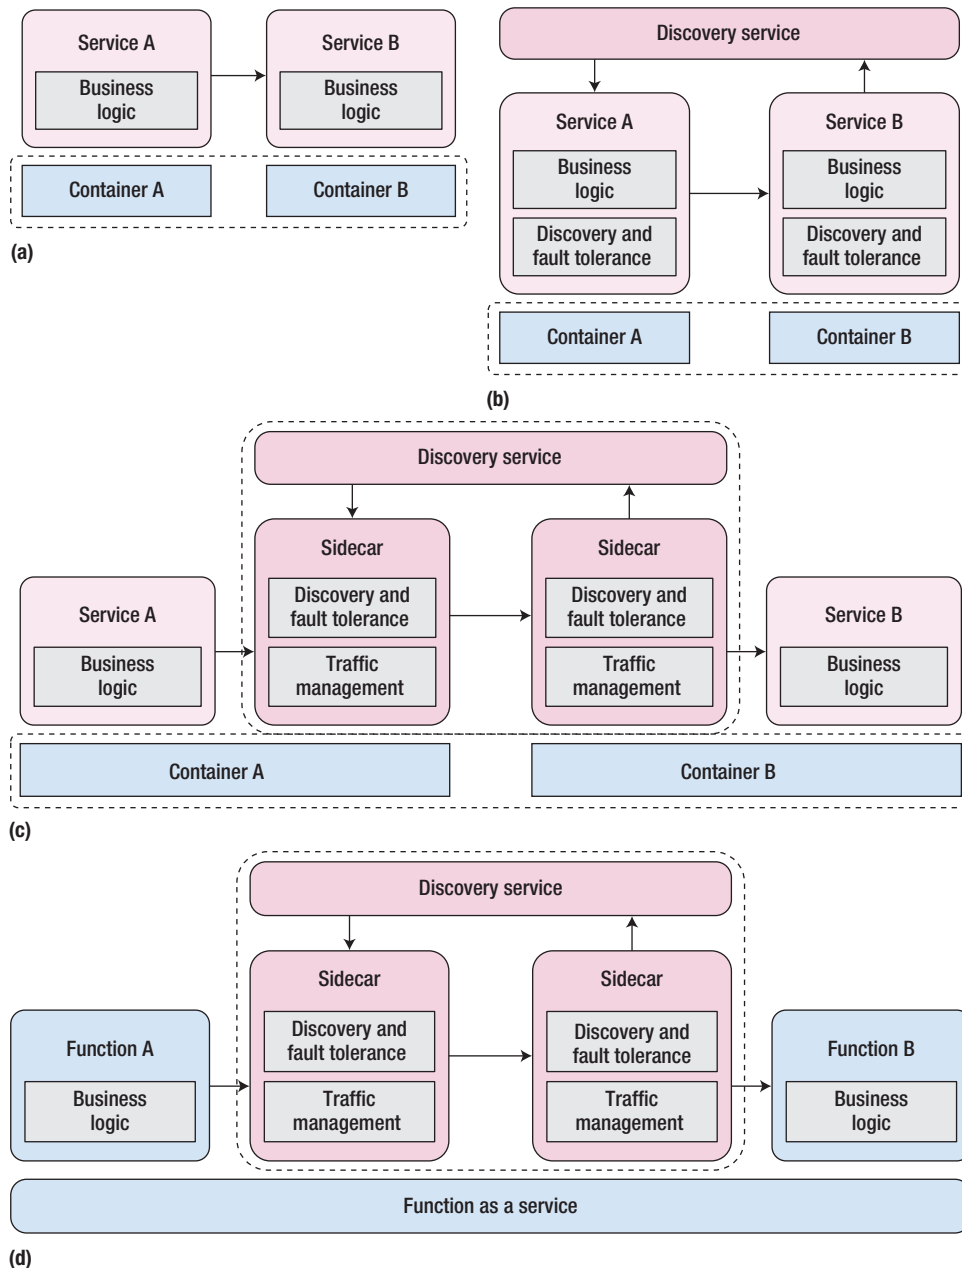 Service A
Business
logic
Service B
Business
logic
Container A
Container B
(a)
Discovery service
Service A
Business
logic
Discovery and
fault tolerance
Service B
Business
logic
Discovery and
fault tolerance
Container A
Container B
(b)
Discovery service
Service A
Business
logic
Sidecar
Discovery and
fault tolerance
Traffic
management
Sidecar
Discovery and
fault tolerance
Traffic
management
Service B
Business
logic
Container A
Container B
(c)
Discovery service
Function A
Business
logic
Sidecar
Discovery and
fault tolerance
Traffic
management
Sidecar
Discovery and
fault tolerance
Traffic
management
Function B
Business
logic
Function as a service
(d)